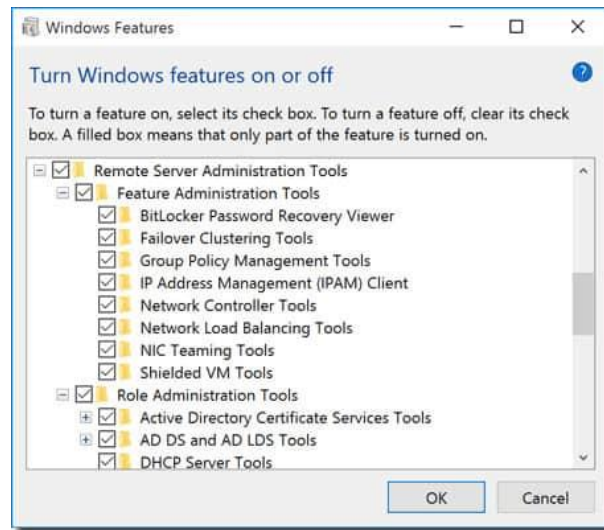 Windows Features
Turn Windows features on or off
?
To turn a feature on, select its check box. To turn a feature off, clear its check
box. A filled box means that only part of the feature is turned on.
Remote Server Administration Tools
Feature Administration Tools
BitLocker Password Recovery Viewer
Failover Clustering Tools
Group Policy Management Tools
IP Address Management (IPAM) Client
Network Controller Tools
Network Load Balancing Tools
NIC Teaming Tools
Shielded VM Tools
Role Administration Tools
Active Directory Certificate Services Tools
AD DS and AD LDS Tools
DHCP Server Tools
OK Cancel